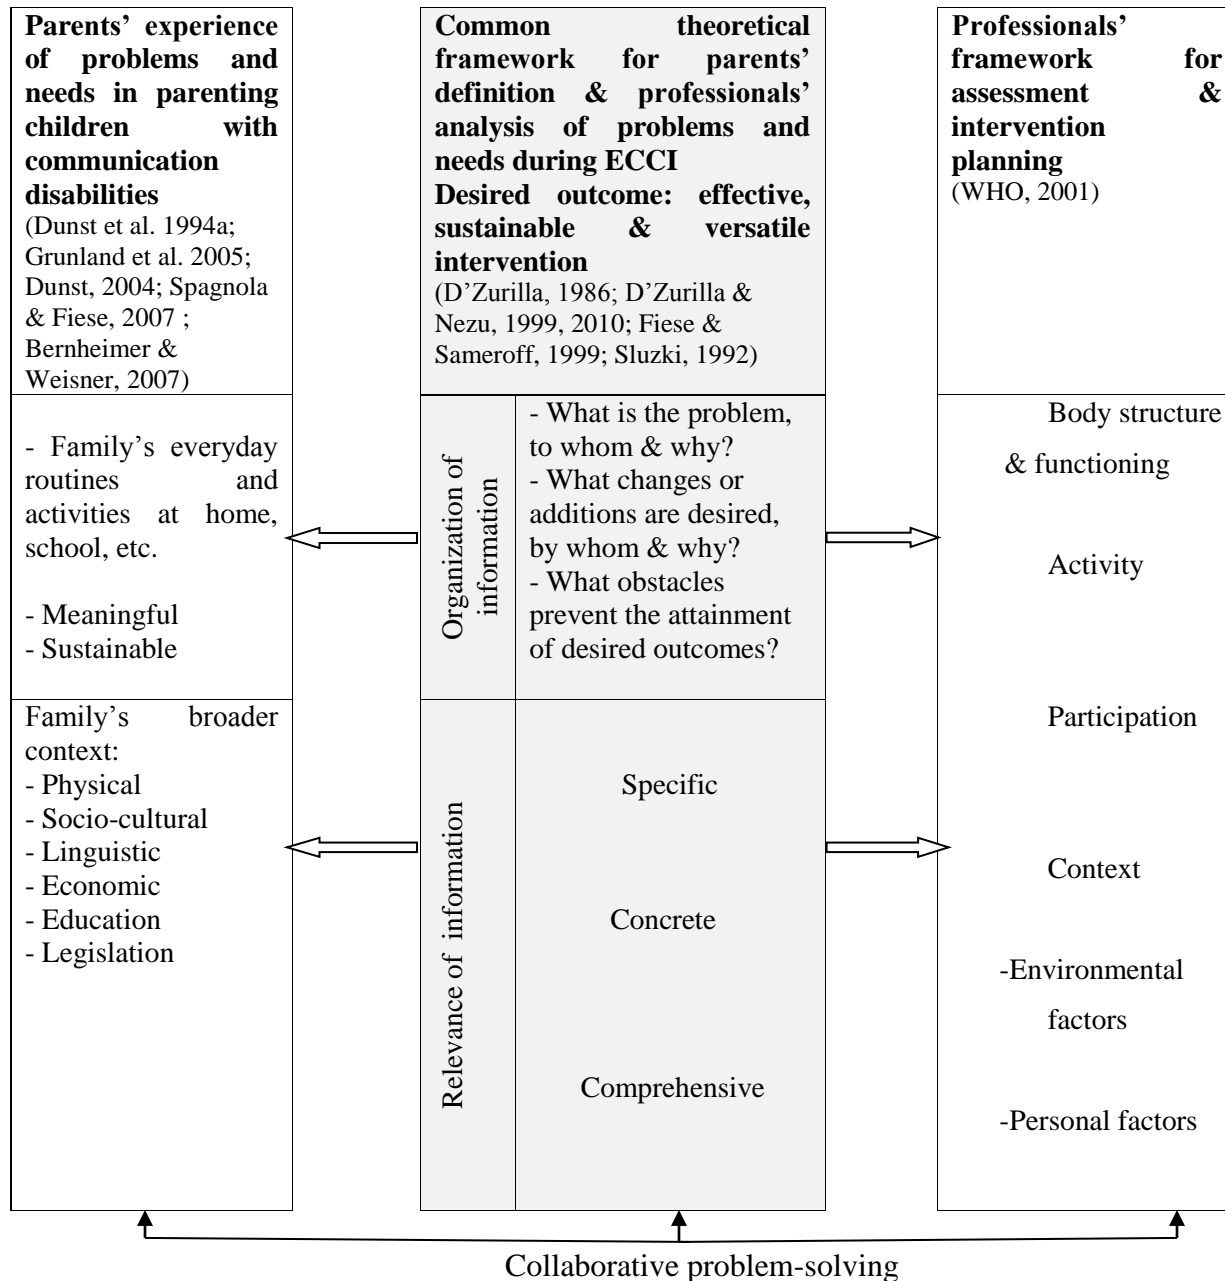 Parents’ experience
of problems and
needs in parenting
children with
communication
disabilities
(Dunst et al. 1994a;
Grunland et al. 2005;
Dunst, 2004; Spagnola
& Fiese, 2007 ;
Bernheimer &
Weisner, 2007)
Common theoretical
framework for parents’
definition & professionals’
analysis of problems and
needs during ECCI
Desired outcome: effective,
sustainable & versatile
intervention
(D’Zurilla, 1986; D’Zurilla &
Nezu, 1999, 2010; Fiese &
Sameroff, 1999; Sluzki, 1992)
Professionals’
framework for
assessment &
intervention
planning
(WHO, 2001)
- Family’s everyday
routines and
activities at home,
school, etc.
- Meaningful
- Sustainable
Organization of
information
- What is the problem,
to whom & why?
- What changes or
additions are desired,
by whom & why?
- What obstacles
prevent the attainment
of desired outcomes?
Body structure
& functioning
Activity
Participation
Context
-Environmental
factors
-Personal factors
Family’s broader
context:
- Physical
- Socio-cultural
- Linguistic
- Economic
- Education
- Legislation
Relevance of information
Specific
Concrete
Comprehensive
Collaborative problem-solving